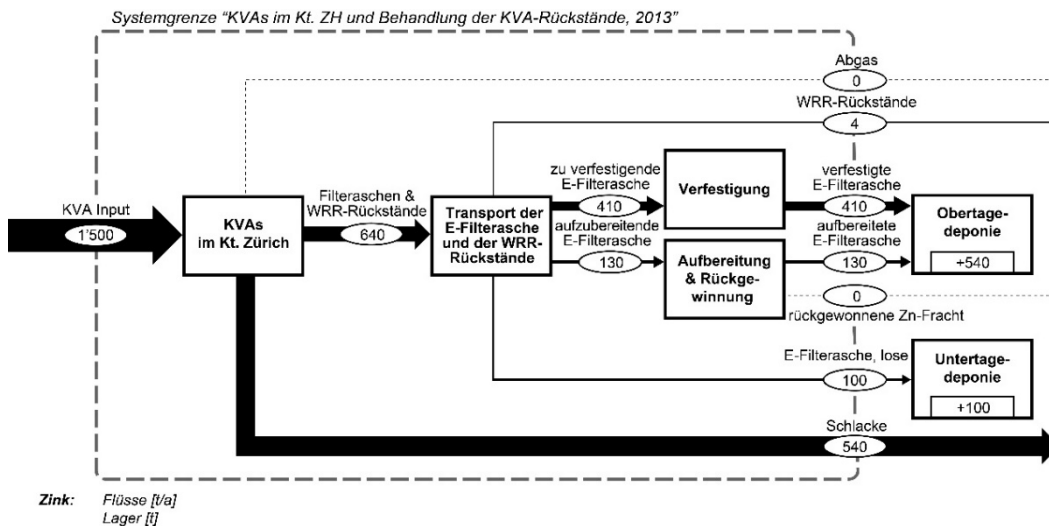 Systemgrenze “KVAs im Kt. ZH und Behandlung der KVA-Rückstände, 2013”
Abgas
0
WRR-Rückstände
4
zu verfestigende
E-Filterasche
410
Verfestigung
verfestigte
E-Filterasche
410
KVA Input
1'500
KVAs
im Kt. Zürich
Filteraschen &
WRR-Rückstände
640
Transport der
E-Filterasche
und der WRR-
Rückstände
aufzubereitende
E-Filterasche
130
Aufbereitung
& Rückge-
winnung
aufbereitete
E-Filterasche
130
Obertage-
deponie
+540
0
rückgewonnene Zn-Fracht
E-Filterasche, lose
100
Untertage-
deponie
+100
Schlacke
540
Zink: Flüsse [t/a]
Lager [t]